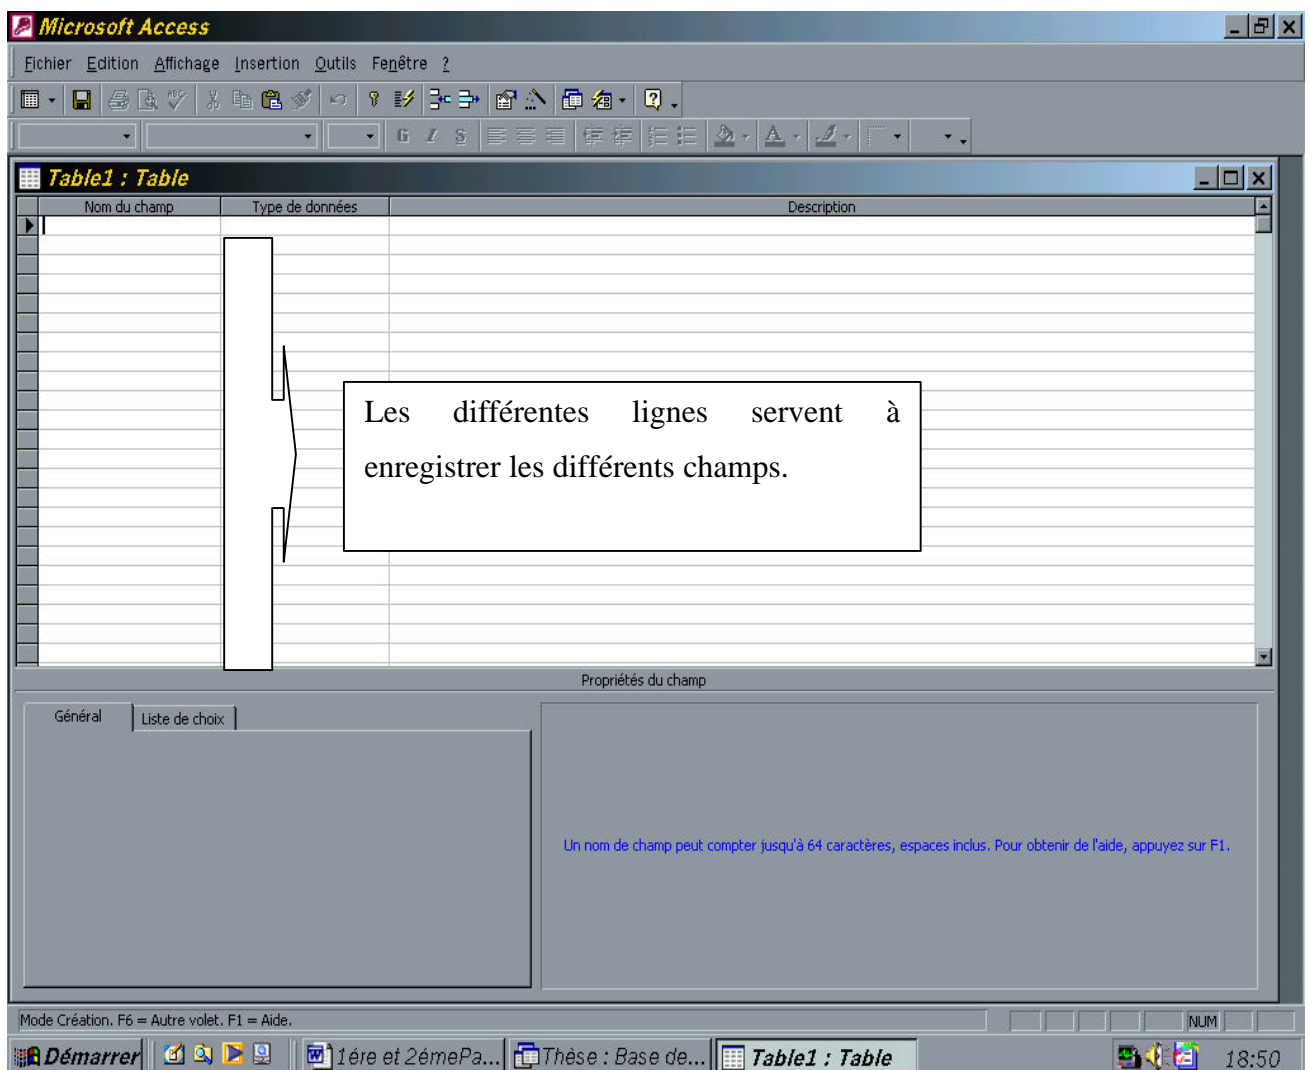 Microsoft Access
Fichier Edition Affichage Insertion Outils Fenêtre ?
G I S
Table1 : Table
Nom du champ Type de données Description
Les différentes lignes servent à
enregistrer les différents champs.
Propriétés du champ
Général Liste de choix
Un nom de champ peut compter jusqu'à 64 caractères, espaces inclus. Pour obtenir de l'aide, appuyez sur F1.
Mode Création. F6 = Autre volet. F1 = Aide. NUM
Démarrer 1ére et 2émePa... Thèse : Base de... Table1 : Table 18:50